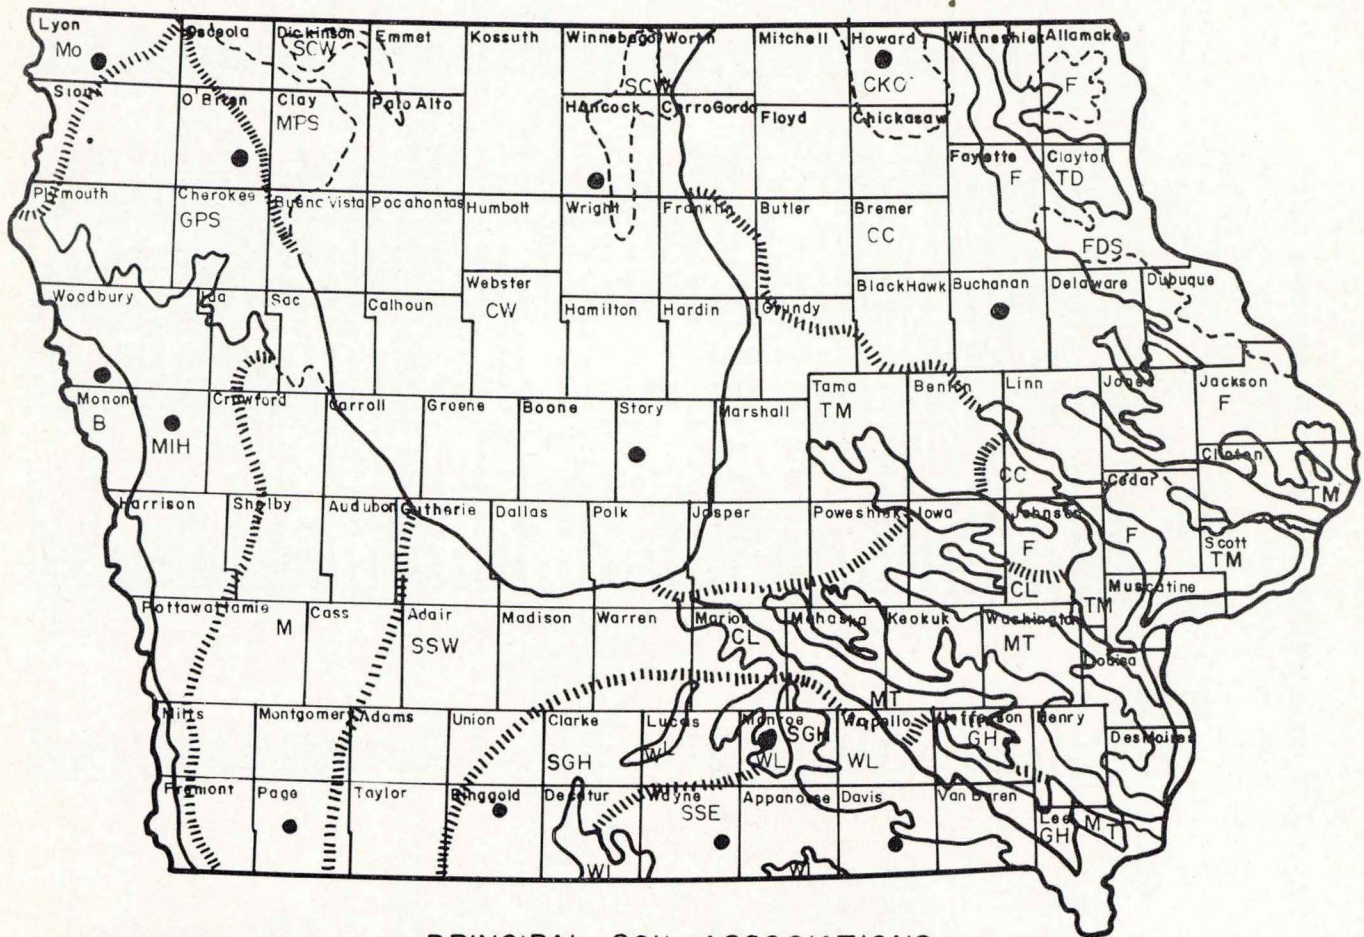 Lyon
Osceola
Dickinson
Emmet
Kossuth
Winnebago
Worth
Mitchell
Howard
Winneshiek
Allamakee
Mo
SCW
SCW
CKC
F
Sioux
O'Brien
Clay
Palo Alto
Hancock
Cerro Gordo
Floyd
Chickasaw
MPS
Fayette
Clayton
F
TD
Plymouth
Cherokee
Buena Vista
Pocahontas
Humbolt
Wright
Franklin
Butler
Bremer
GPS
CC
FDS
Woodbury
Ida
Sac
Calhoun
Webster
Hamilton
Hardin
Grundy
BlackHawk
Buchanan
Delaware
Dubuque
CW
Monona
Crawford
Carroll
Greene
Boone
Story
Marshall
Tama
Benton
Linn
Jones
Jackson
B
MIH
TM
F
CC
Clinton
TM
Harrison
Shelby
Audubon
Gutherie
Dallas
Polk
Jasper
Poweshiek
Iowa
Johnson
Cedar
F
F
Scott
TM
CL
Muscatine
TM
Pottawattamie
Cass
Adair
Madison
Warren
Marion
Mahaska
Keokuk
Washington
M
SSW
CL
MT
Louisa
MT
Mills
Montgomery
Adams
Union
Clarke
Lucas
Monroe
Wapello
Jefferson
Henry
Des Moines
SGH
WL
WL
SGH
WL
GH
Fremont
Page
Taylor
Ringgold
Decatur
Wayne
Appanoose
Davis
Van Buren
Lee
SSE
GH
MT
WL
WL
PRINCIPAL SOIL ASSOCIATIONS